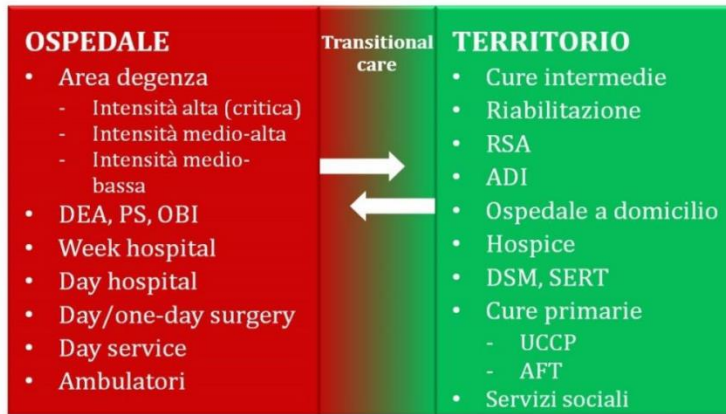 OSPEDALE
• Area degenza
- Intensità alta (critica)
- Intensità medio-alta
- Intensità medio-
bassa
• DEA, PS, OBI
• Week hospital
• Day hospital
• Day/one-day surgery
• Day service
• Ambulatori
Transitional
care
TERRITORIO
• Cure intermedie
• Riabilitazione
• RSA
• ADI
• Ospedale a domicilio
• Hospice
• DSM, SERT
• Cure primarie
- UCCP
- AFT
• Servizi sociali